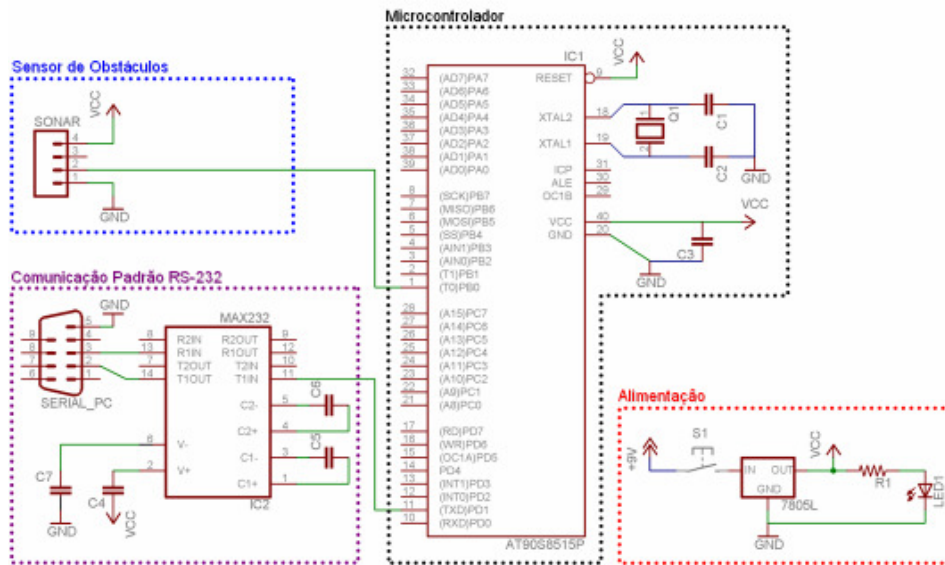 Microcontrolador
IC1
32 (AD7)PA7
33 (AD6)PA6
34 (AD5)PA5
35 (AD4)PA4
36 (AD3)PA3
37 (AD2)PA2
38 (AD1)PA1
39 (AD0)PA0
8 (SCK)PB7
7 (MISO)PB6
6 (MOSI)PB5
5 (SS)PB4
4 (AIN1)PB3
3 (AIN0)PB2
2 (T1)PB1
1 (T0)PB0
28 (A15)PC7
27 (A14)PC6
26 (A13)PC5
25 (A12)PC4
24 (A11)PC3
23 (A10)PC2
22 (A9)PC1
21 (A8)PC0
17 (RD)PD7
16 (WR)PD6
15 (OC1A)PD5
14 PD4
13 (INT1)PD3
12 (INT0)PD2
11 (TXD)PD1
10 (RXD)PD0
RESET 9
VCC
XTAL2 18
XTAL1 19
1 Q1 2
C1
C2
GND
ICP 31
ALE 30
OC1B 29
VCC 40
GND 20
VCC
C3
GND
AT90S8515P
Sensor de Obstáculos
SONAR
VCC
4
3
2
1
GND
Comunicação Padrão RS-232
GND
5
9 4
8 3
7 2
6 1
SERIAL_PC
MAX232
8 R2IN R2OUT 9
13 R1IN R1OUT 12
7 T2OUT T2IN 10
14 T1OUT T1IN 11
C2- 5
C6
C2+ 4
6 V-
C1- 3
C5
2 V+
C1+ 1
C7
C4
GND
VCC
IC2
Alimentação
+9V
S1
IN OUT
GND
7805L
VCC
R1
LED1
GND